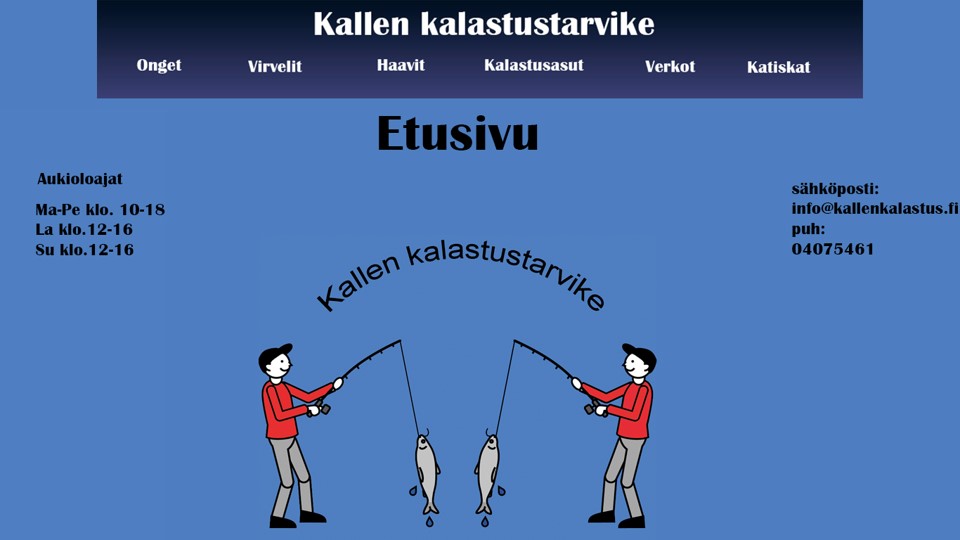 Kallen kalastustarvike
Onget Virvelit Haavit Kalastusasut Verkot Katiskat
Etusivu
Aukioloajat
Ma-Pe klo. 10-18
La klo.12-16
Su klo.12-16
sähköposti:
info@kallenkalastus.fi
puh:
04075461
Kallen kalastustarvike